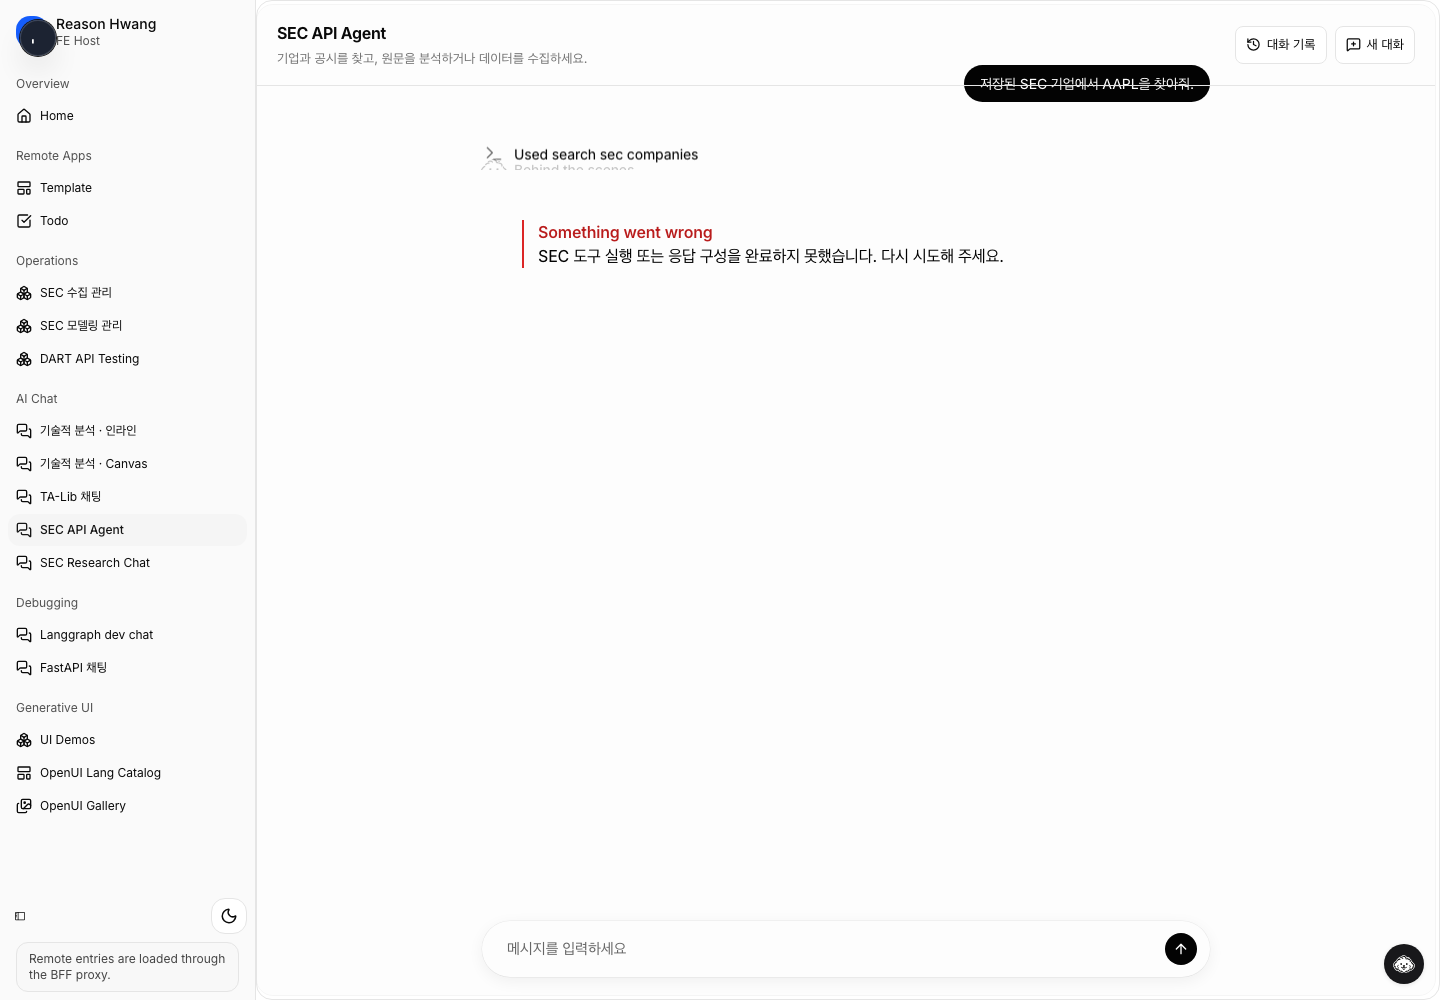 Reason Hwang
FE Host
Overview
Home
Remote Apps
Template
Todo
Operations
SEC 수집 관리
SEC 모델링 관리
DART API Testing
AI Chat
기술적 분석 · 인라인
기술적 분석 · Canvas
TA-Lib 채팅
SEC API Agent
SEC Research Chat
Debugging
Langgraph dev chat
FastAPI 채팅
Generative UI
UI Demos
OpenUI Lang Catalog
OpenUI Gallery
Remote entries are loaded through
the BFF proxy.
SEC API Agent
기업과 공시를 찾고, 원문을 분석하거나 데이터를 수집하세요.
대화 기록
새 대화
저장된 SEC 기업에서 AAPL을 찾아줘.
Used search sec companies
Behind the scenes
Something went wrong
SEC 도구 실행 또는 응답 구성을 완료하지 못했습니다. 다시 시도해 주세요.
메시지를 입력하세요